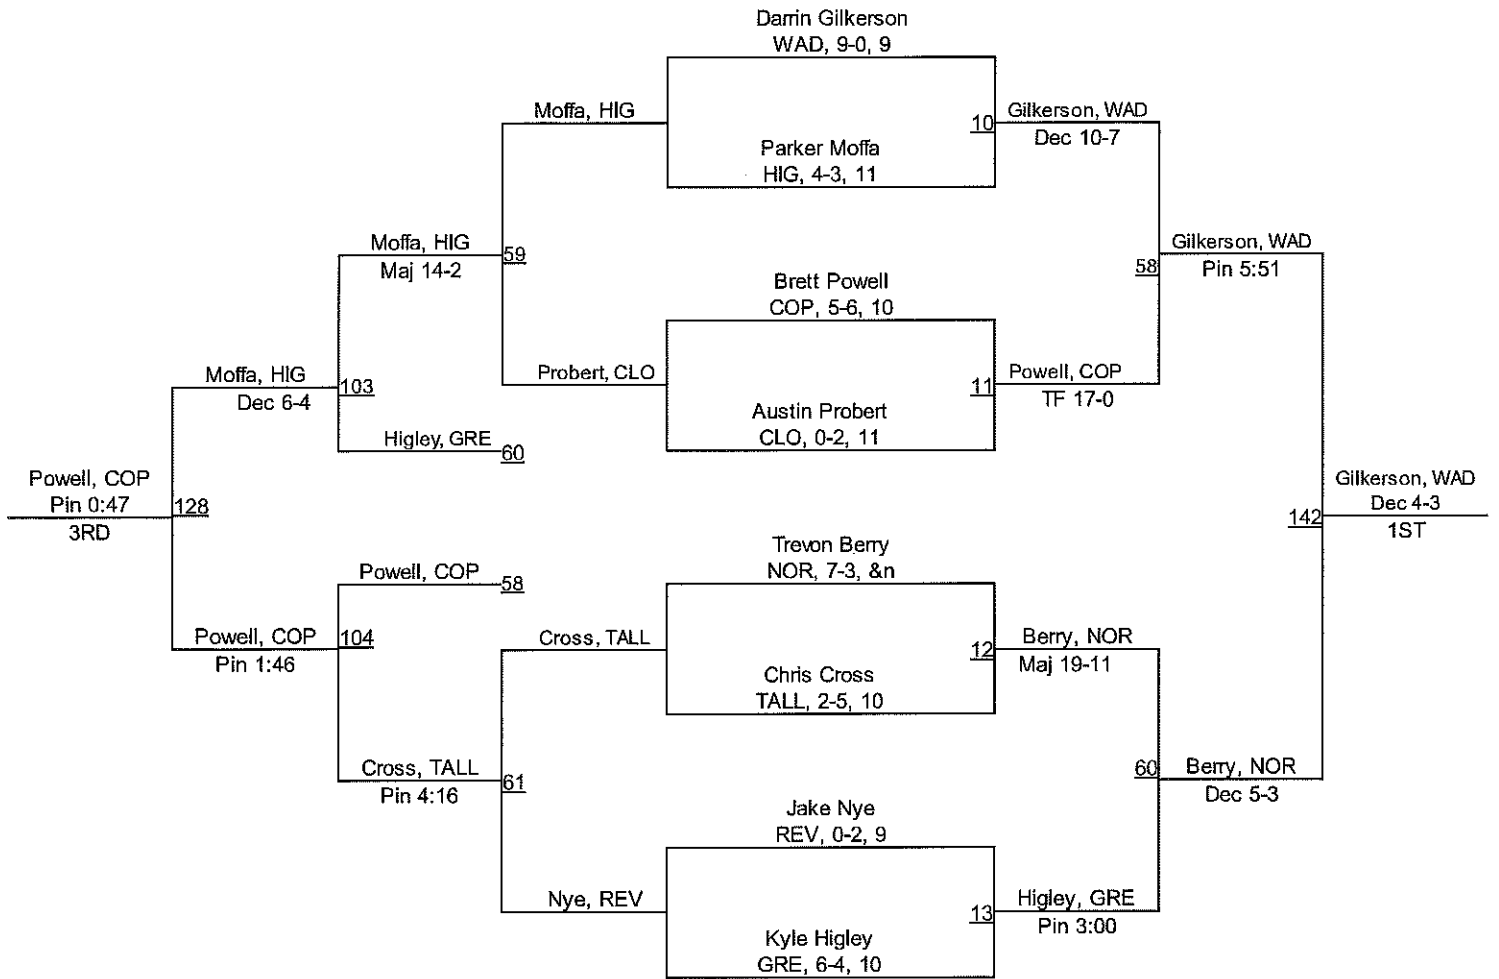 Darrin Gilkerson
WAD, 9-0, 9
Moffa, HIG
10
Gilkerson, WAD
Dec 10-7
Parker Moffa
HIG, 4-3, 11
Moffa, HIG
Maj 14-2
59
Gilkerson, WAD
Pin 5:51
58
Brett Powell
COP, 5-6, 10
Moffa, HIG
Dec 6-4
103
Probert, CLO
11
Powell, COP
TF 17-0
Austin Probert
CLO, 0-2, 11
Higley, GRE
60
Powell, COP
Pin 0:47
3RD
128
Gilkerson, WAD
Dec 4-3
1ST
142
Trevon Berry
NOR, 7-3, &n
Powell, COP
58
Powell, COP
Pin 1:46
104
Cross, TALL
12
Berry, NOR
Maj 19-11
Chris Cross
TALL, 2-5, 10
Cross, TALL
Pin 4:16
61
60
Berry, NOR
Dec 5-3
Jake Nye
REV, 0-2, 9
Nye, REV
13
Higley, GRE
Pin 3:00
Kyle Higley
GRE, 6-4, 10